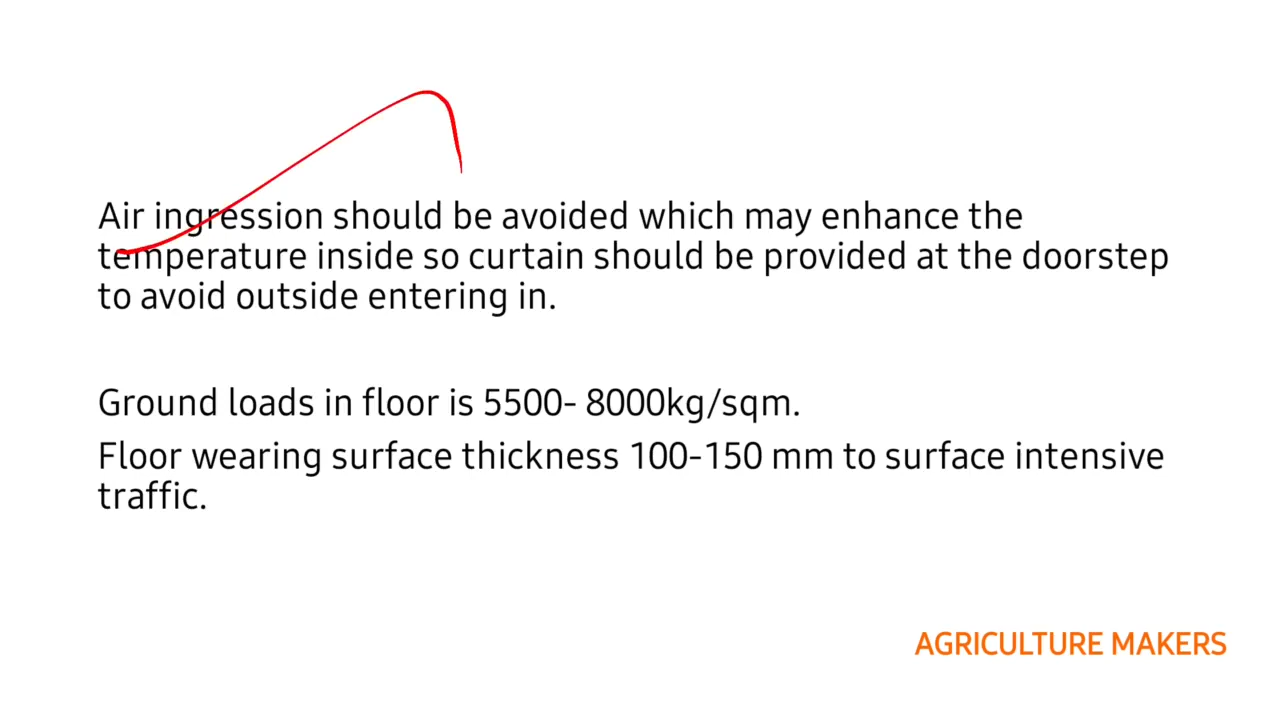 Air ingression should be avoided which may enhance the
temperature inside so curtain should be provided at the doorstep
to avoid outside entering in.
Ground loads in floor is 5500- 8000kg/sqm.
Floor wearing surface thickness 100-150 mm to surface intensive
traffic.
AGRICULTURE MAKERS